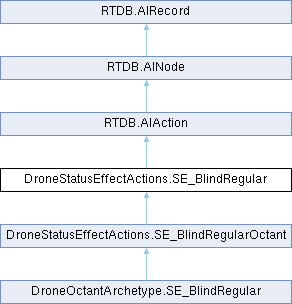 RTDB.AIRecord
RTDB.AINode
RTDB.AIAction
DroneStatusEffectActions.SE_BlindRegular
DroneStatusEffectActions.SE_BlindRegularOctant
DroneOctantArchetype.SE_BlindRegular